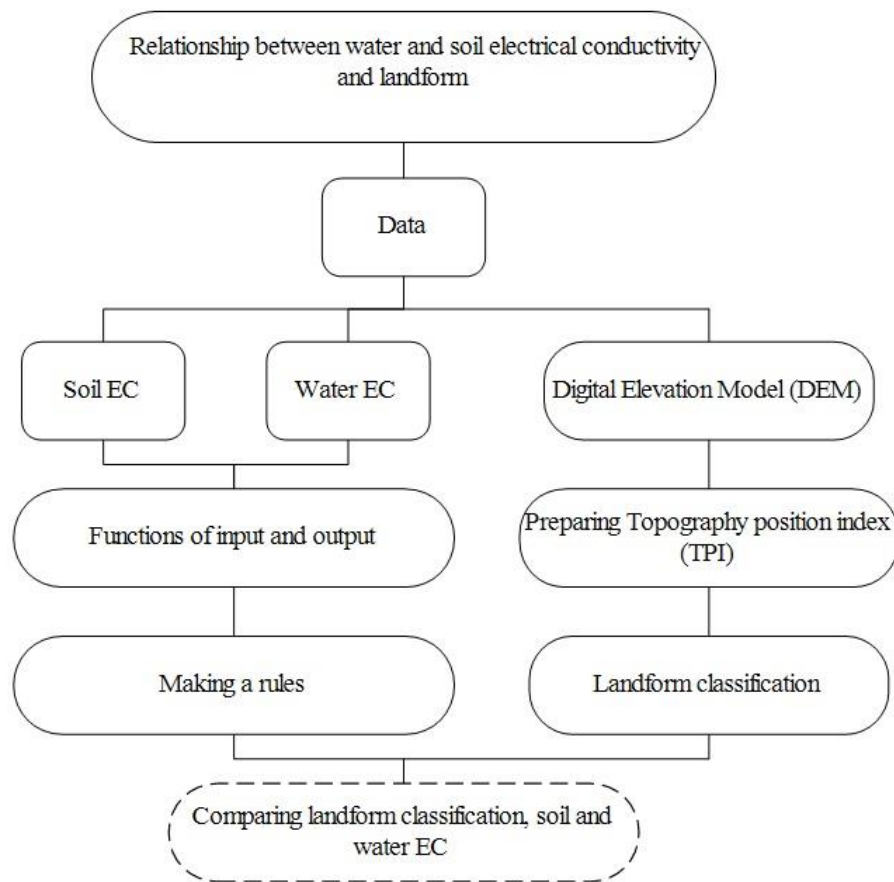 Relationship between water and soil electrical conductivity
and landform
Data
Soil EC
Water EC
Digital Elevation Model (DEM)
Functions of input and output
Preparing Topography position index
(TPI)
Making a rules
Landform classification
Comparing landform classification, soil and
water EC